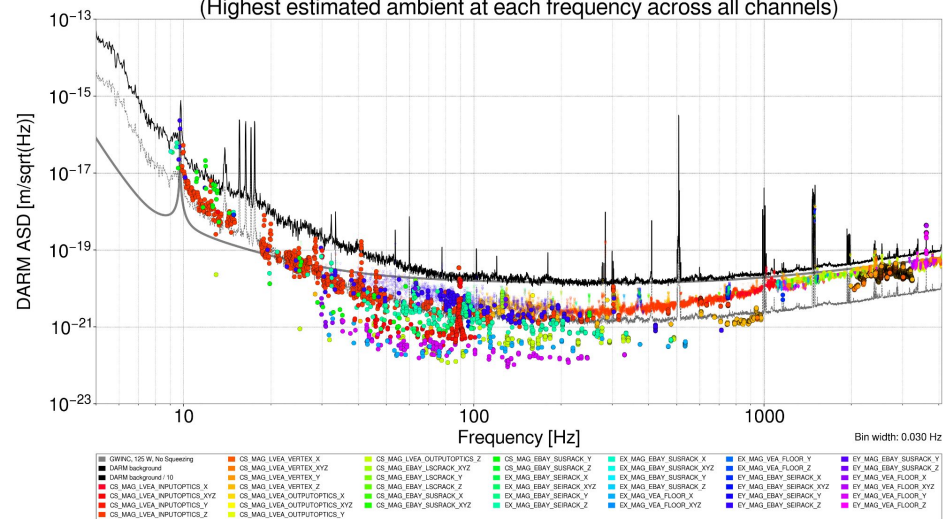 (Highest estimated ambient at each frequency across all channels)
DARM ASD [m/sqrt(Hz)]
10−13
10−15
10−17
10−19
10−21
10−23
10
100
1000
Frequency [Hz]
Bin width: 0.030 Hz
GWINC, 125 W, No Squeezing
DARM background
DARM background / 10
CS_MAG_LVEA_INPUTOPTICS_X
CS_MAG_LVEA_INPUTOPTICS_XYZ
CS_MAG_LVEA_INPUTOPTICS_Y
CS_MAG_LVEA_INPUTOPTICS_Z
CS_MAG_LVEA_VERTEX_X
CS_MAG_LVEA_VERTEX_XYZ
CS_MAG_LVEA_VERTEX_Y
CS_MAG_LVEA_VERTEX_Z
CS_MAG_LVEA_OUTPUTOPTICS_X
CS_MAG_LVEA_OUTPUTOPTICS_XYZ
CS_MAG_LVEA_OUTPUTOPTICS_Y
CS_MAG_LVEA_OUTPUTOPTICS_Z
CS_MAG_EBAY_LSCRACK_XYZ
CS_MAG_EBAY_LSCRACK_Y
CS_MAG_EBAY_LSCRACK_Z
CS_MAG_EBAY_SUSRACK_X
CS_MAG_EBAY_SUSRACK_XYZ
CS_MAG_EBAY_SUSRACK_Y
CS_MAG_EBAY_SUSRACK_Z
EX_MAG_EBAY_SEIRACK_X
EX_MAG_EBAY_SEIRACK_XYZ
EX_MAG_EBAY_SEIRACK_Y
EX_MAG_EBAY_SEIRACK_Z
EX_MAG_EBAY_SUSRACK_X
EX_MAG_EBAY_SUSRACK_XYZ
EX_MAG_EBAY_SUSRACK_Y
EX_MAG_EBAY_SUSRACK_Z
EX_MAG_VEA_FLOOR_X
EX_MAG_VEA_FLOOR_XYZ
EX_MAG_VEA_FLOOR_Y
EX_MAG_VEA_FLOOR_Z
EY_MAG_EBAY_SEIRACK_X
EY_MAG_EBAY_SEIRACK_XYZ
EY_MAG_EBAY_SEIRACK_Y
EY_MAG_EBAY_SEIRACK_Z
EY_MAG_EBAY_SUSRACK_Y
EY_MAG_EBAY_SUSRACK_Z
EY_MAG_VEA_FLOOR_X
EY_MAG_VEA_FLOOR_XYZ
EY_MAG_VEA_FLOOR_Y
EY_MAG_VEA_FLOOR_Z